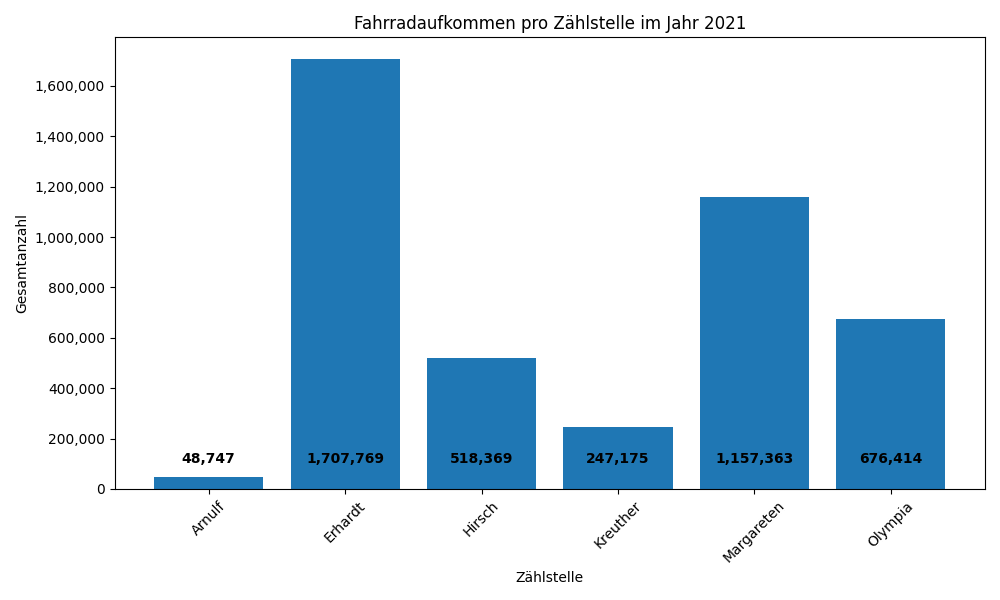 Fahrradaufkommen pro Zählstelle im Jahr 2021
Gesamtanzahl
1,600,000
1,400,000
1,200,000
1,000,000
800,000
600,000
400,000
200,000
0
48,747
1,707,769
518,369
247,175
1,157,363
676,414
Arnulf
Erhardt
Hirsch
Kreuther
Margareten
Olympia
Zählstelle